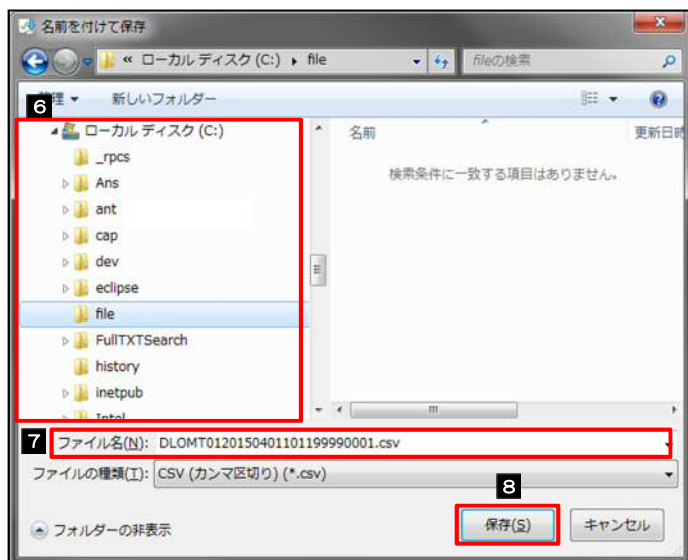 名前を付けて保存
« ローカル ディスク (C:) ▸ file
fileの検索
6
理 ▼ 新しいフォルダー
ローカル ディスク (C:)
名前
更新日時
_rpcs
検索条件に一致する項目はありません。
Ans
ant
cap
dev
eclipse
file
FullTXTSearch
history
inetpub
Intel
7
ファイル名(N): DLOMT0120150401101199990001.csv
ファイルの種類(T): CSV (カンマ区切り) (*.csv)
8
フォルダーの非表示
保存(S)
キャンセル